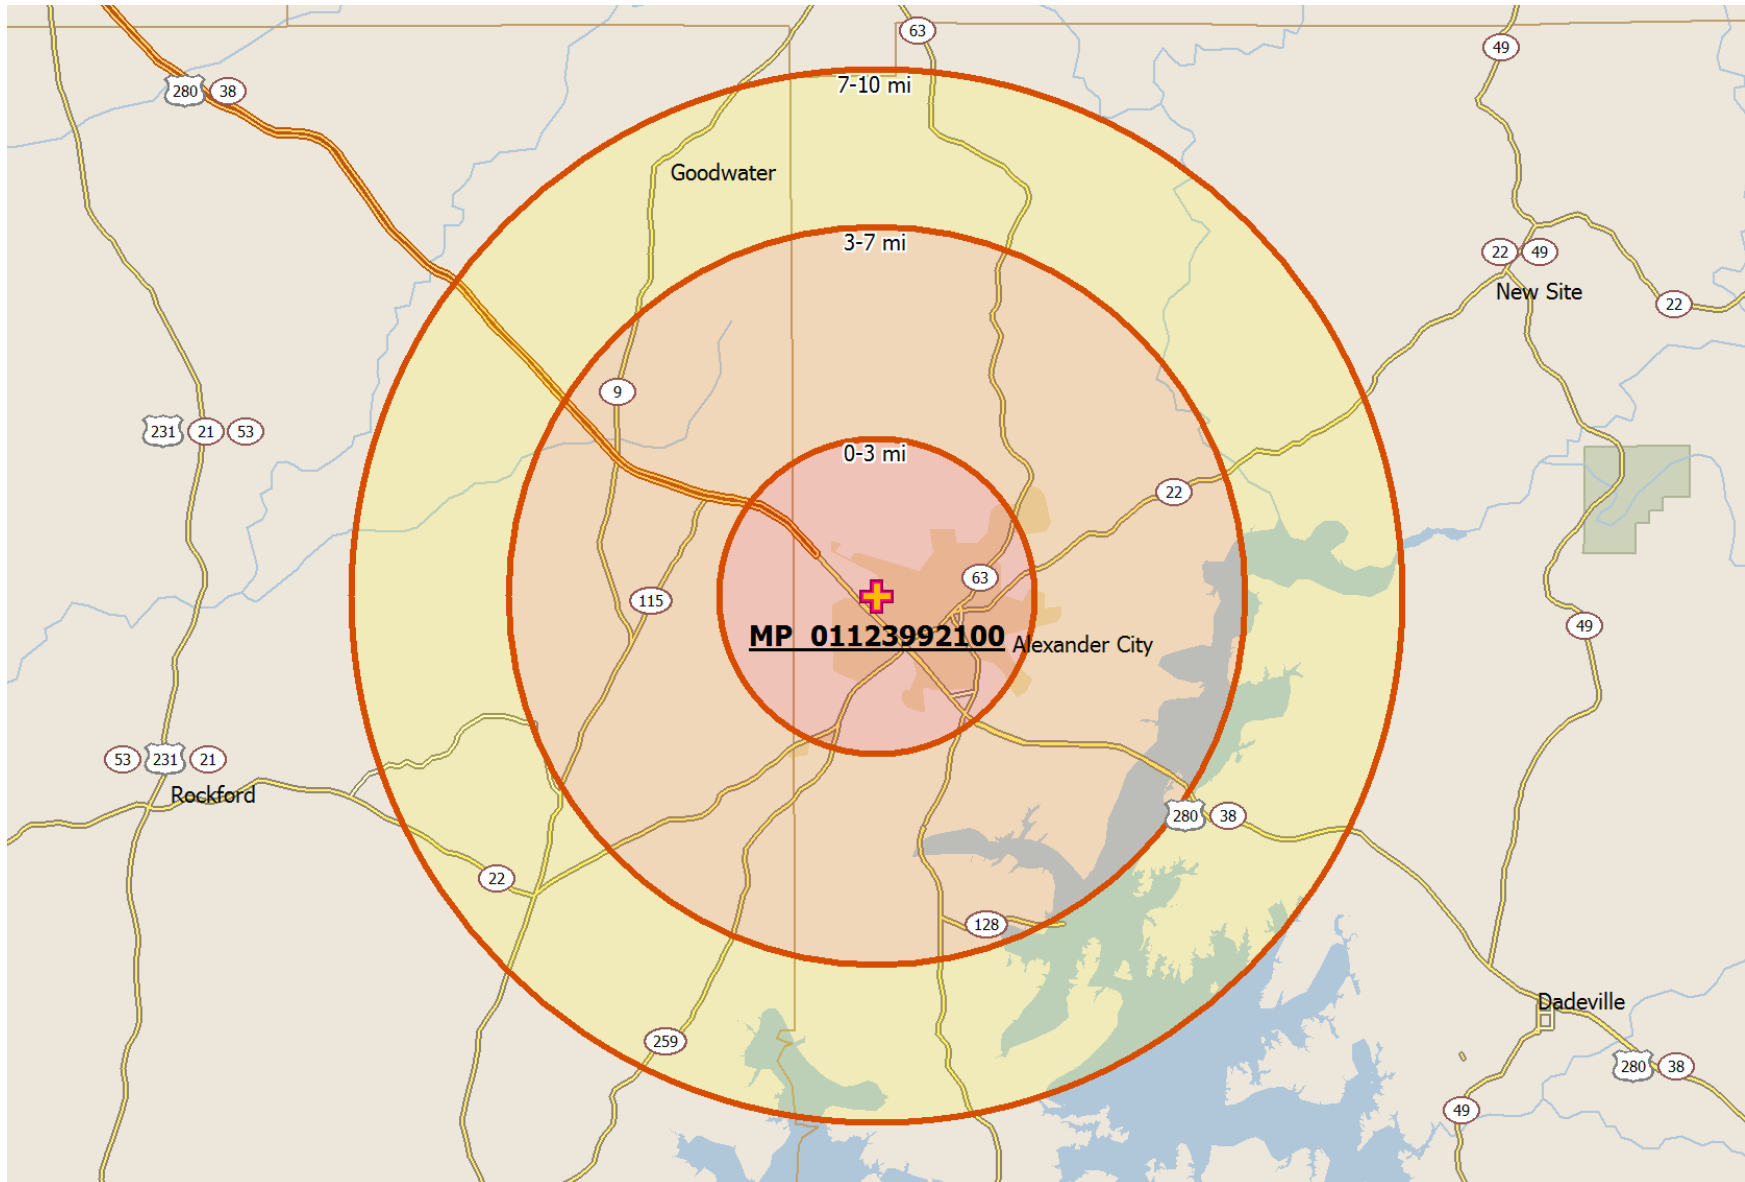 63
49
7-10 mi
280 38
Goodwater
3-7 mi
22 49
New Site
22
9
231 21 53
0-3 mi
22
63
115
49
MP 01123992100
Alexander City
53 231 21
Rockford
280 38
22
128
Dadeville
259
280 38
49